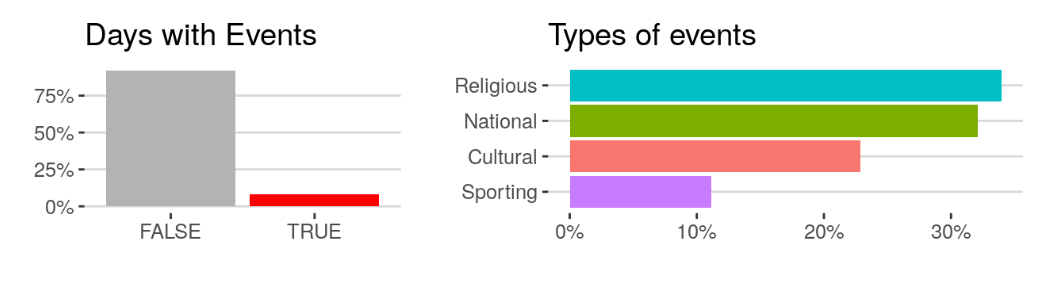 Days with Events
75%
50%
25%
0%
FALSE TRUE
Types of events
Religious
National
Cultural
Sporting
0% 10% 20% 30%